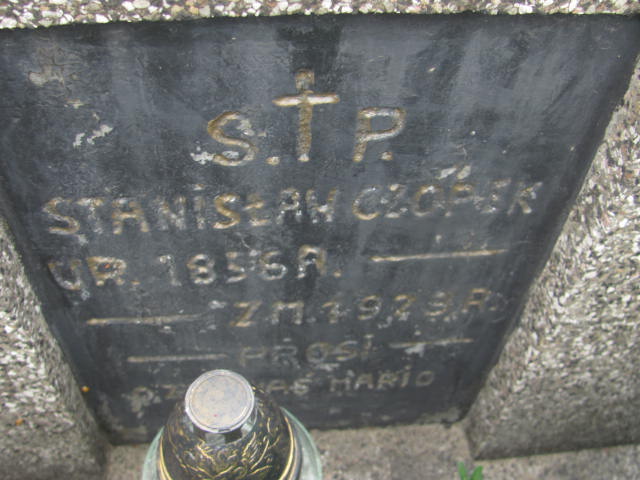 S. P.
STANISŁAW CZOPEK
UR. 1856 R.
ZM. 1929 R.
PROSI
MARIO